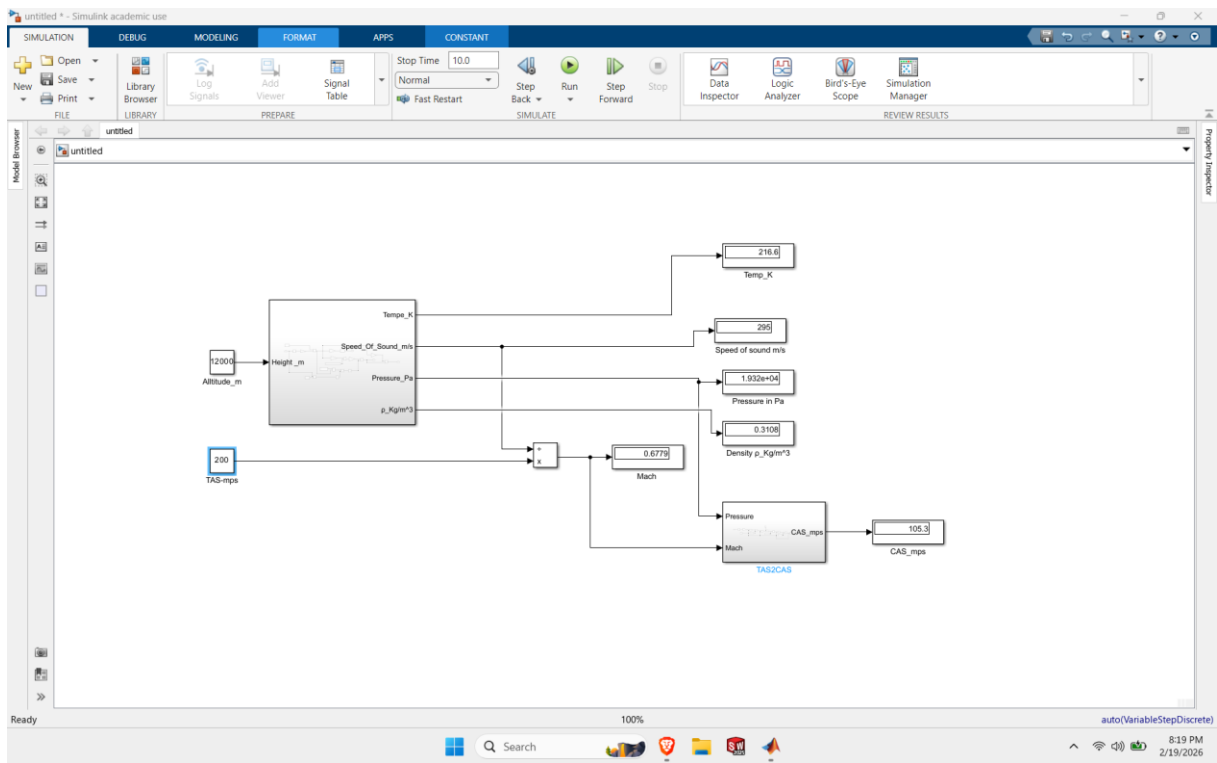 untitled * - Simulink academic use
SIMULATION DEBUG MODELING FORMAT APPS CONSTANT
New
Open
Save
Print
FILE
Library Browser
LIBRARY
Log Signals
Add Viewer
Signal Table
PREPARE
Stop Time 10.0
Normal
Fast Restart
Step Back
Run
Step Forward
Stop
SIMULATE
Data Inspector
Logic Analyzer
Bird's-Eye Scope
Simulation Manager
REVIEW RESULTS
Model Browser
untitled
untitled
Property Inspector
216.6
Temp_K
Tempe_K
295
Speed of sound m/s
Speed_Of_Sound_m/s
12000
Alltitude_m
Height _m
Pressure_Pa
1.932e+04
Pressure in Pa
ρ_Kg/m^3
0.3108
Density ρ_Kg/m^3
200
TAS-mps
÷
x
0.6779
Mach
Pressure
Mach
CAS_mps
TAS2CAS
105.3
CAS_mps
Ready
100%
auto(VariableStepDiscrete)
Search
8:19 PM
2/19/2026